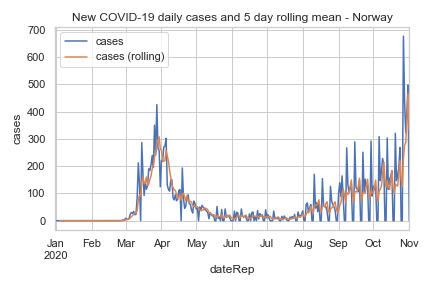 New COVID-19 daily cases and 5 day rolling mean - Norway
cases
cases (rolling)
700
600
500
400
300
200
100
0
cases
Jan Feb Mar Apr May Jun Jul Aug Sep Oct Nov
2020
dateRep